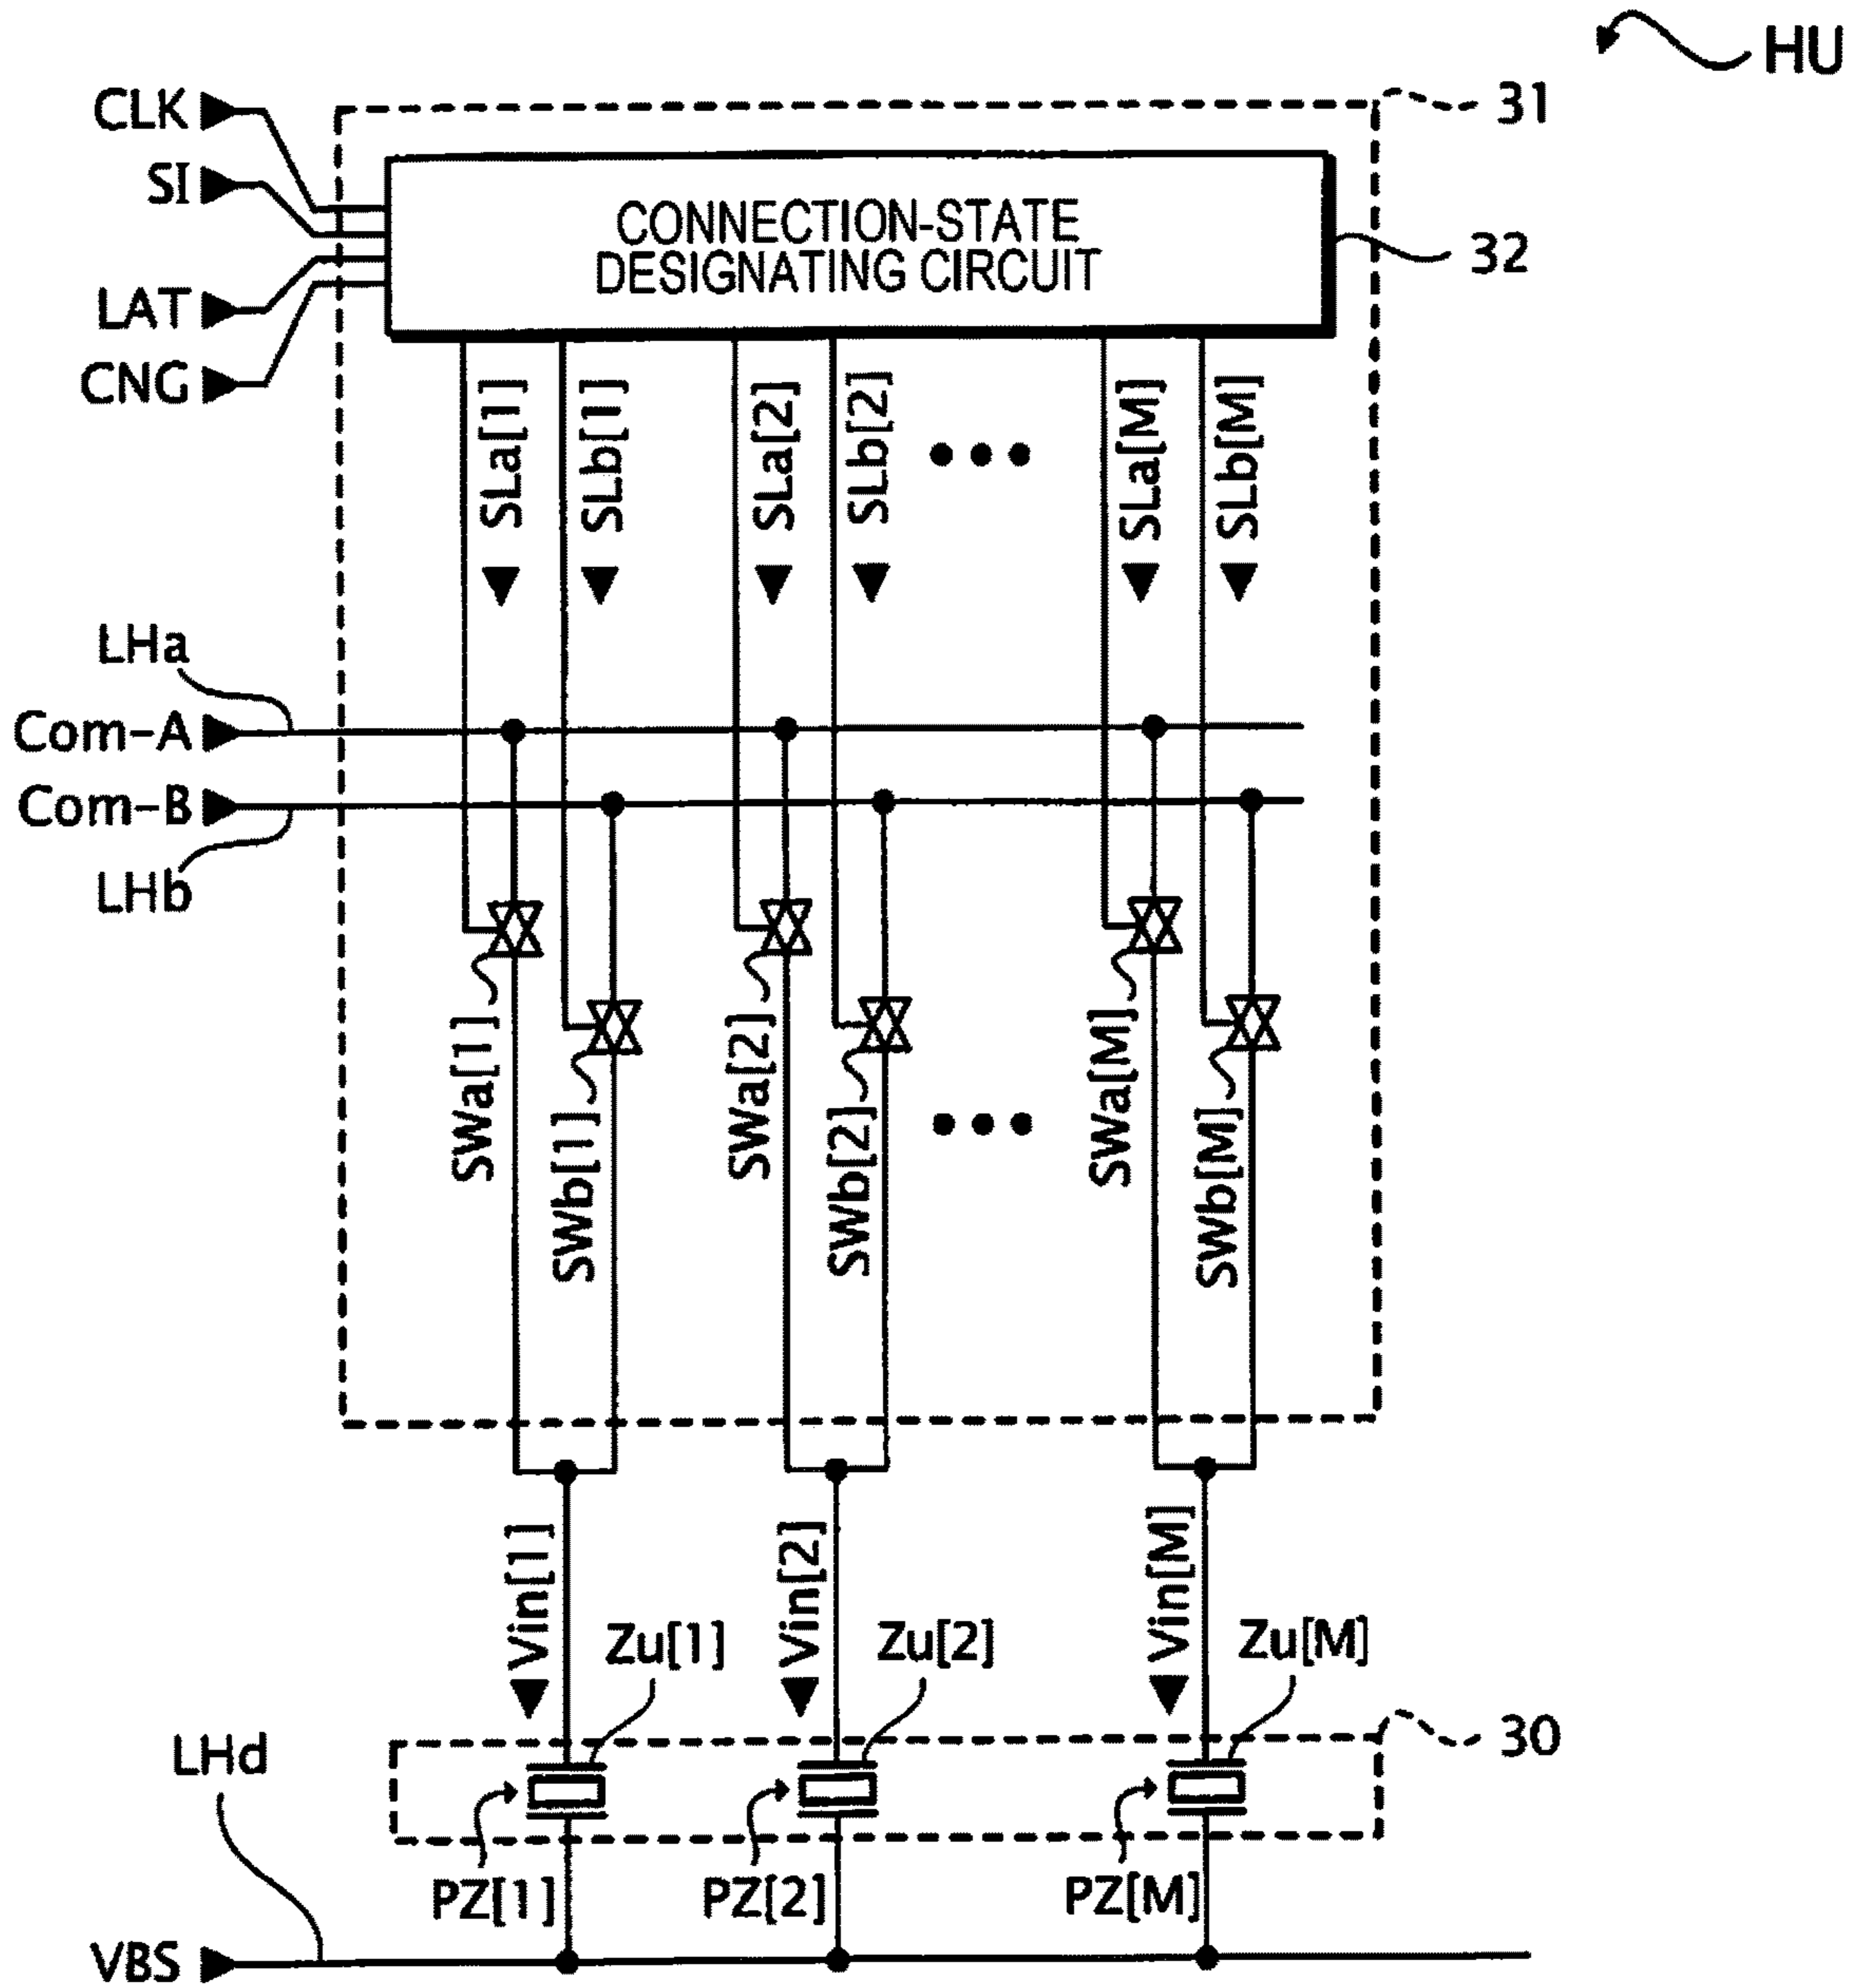 HU
31
CLK
SI
LAT
CNG
CONNECTION-STATE
DESIGNATING CIRCUIT
32
SLa[1]
SLb[1]
SLa[2]
SLb[2]
SLa[M]
SLb[M]
LHa
Com-A
Com-B
LHb
SWa[1]
SWb[1]
SWa[2]
SWb[2]
SWa[M]
SWb[M]
Vin[1]
Vin[2]
Vin[M]
Zu[1]
Zu[2]
Zu[M]
30
LHd
PZ[1]
PZ[2]
PZ[M]
VBS